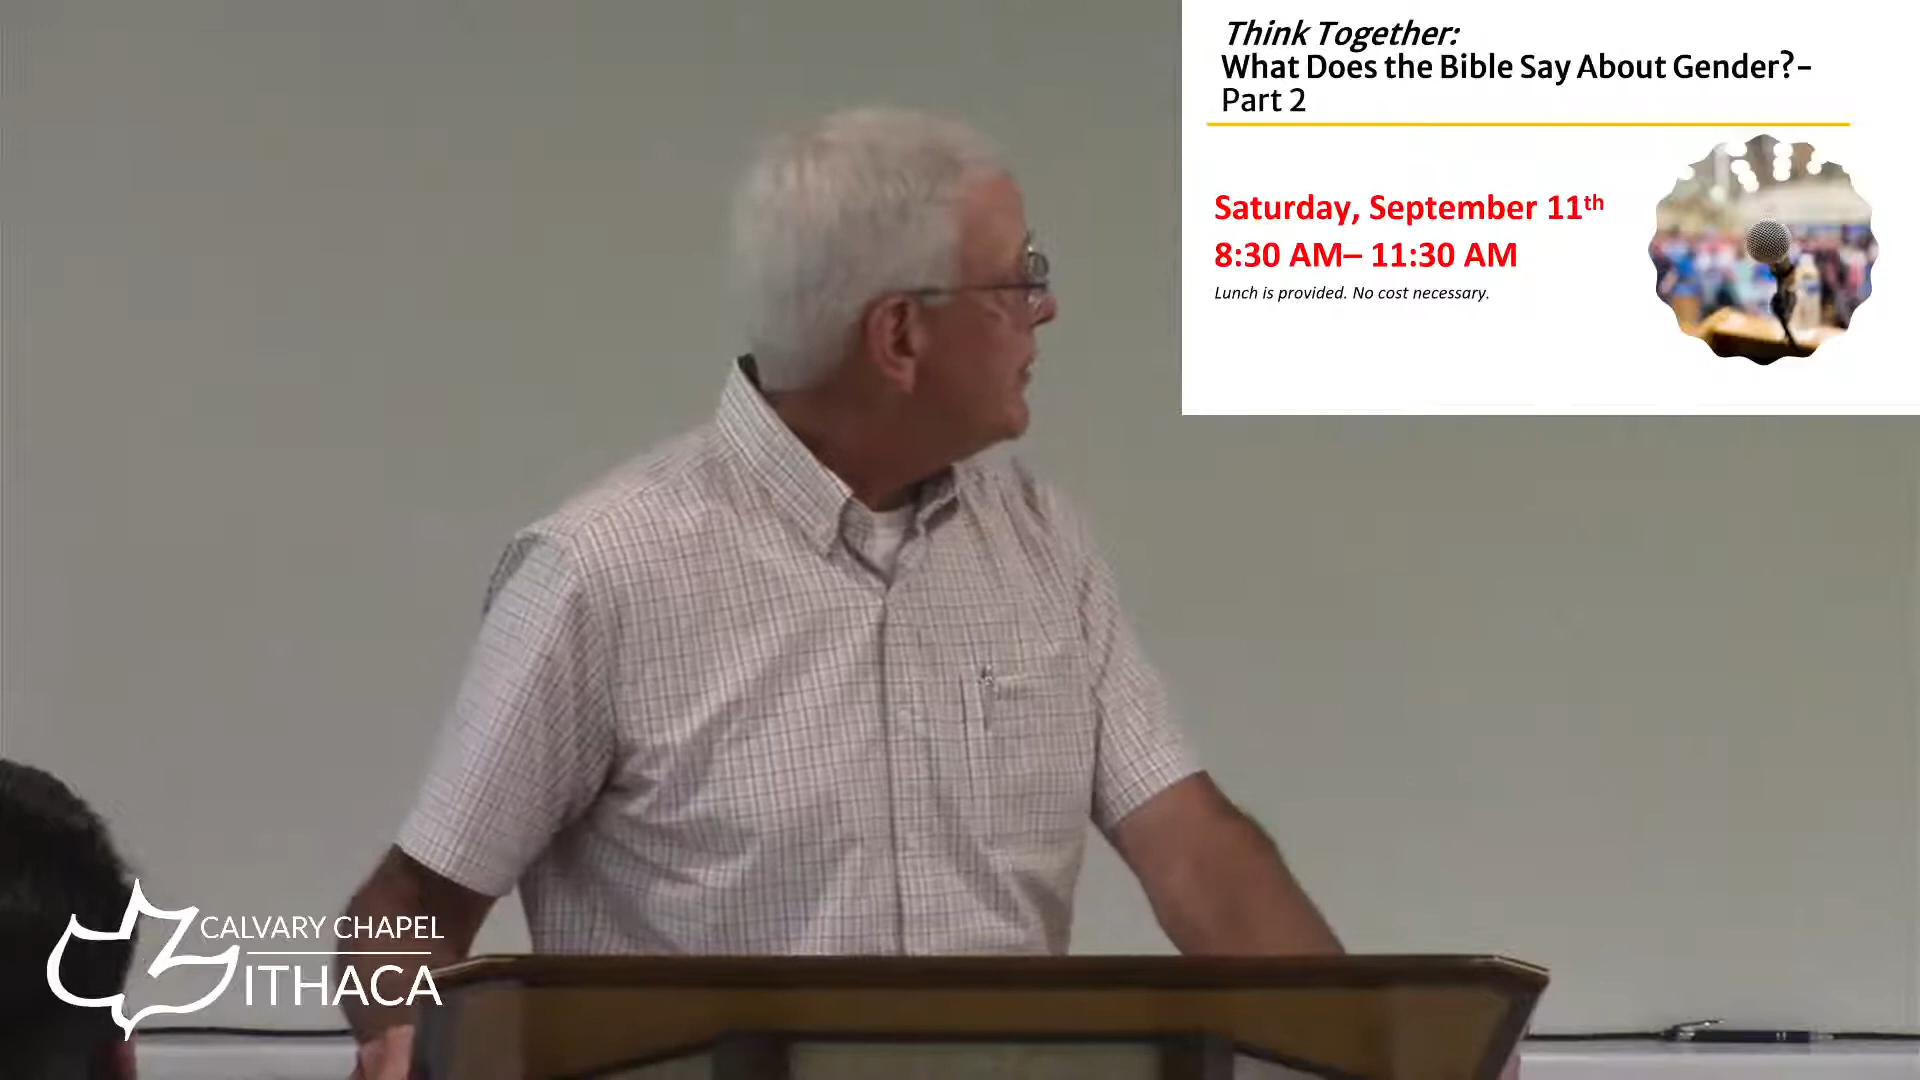 Think Together:
What Does the Bible Say About Gender?-
Part 2
Saturday, September 11th
8:30 AM– 11:30 AM
Lunch is provided. No cost necessary.
CALVARY CHAPEL
ITHACA